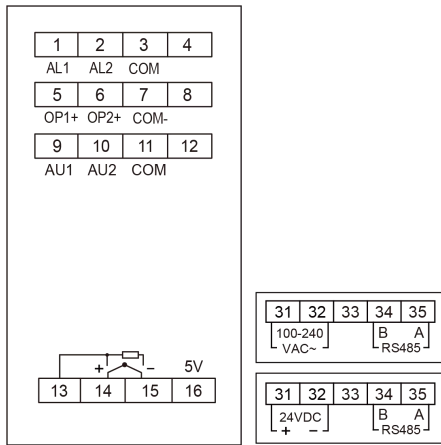 1 2 3 4
AL1 AL2 COM
5 6 7 8
OP1+ OP2+ COM-
9 10 11 12
AU1 AU2 COM
+ − 5V
13 14 15 16
31 32 33 34 35
100-240 B A
VAC~ RS485
31 32 33 34 35
24VDC B A
+ − RS485